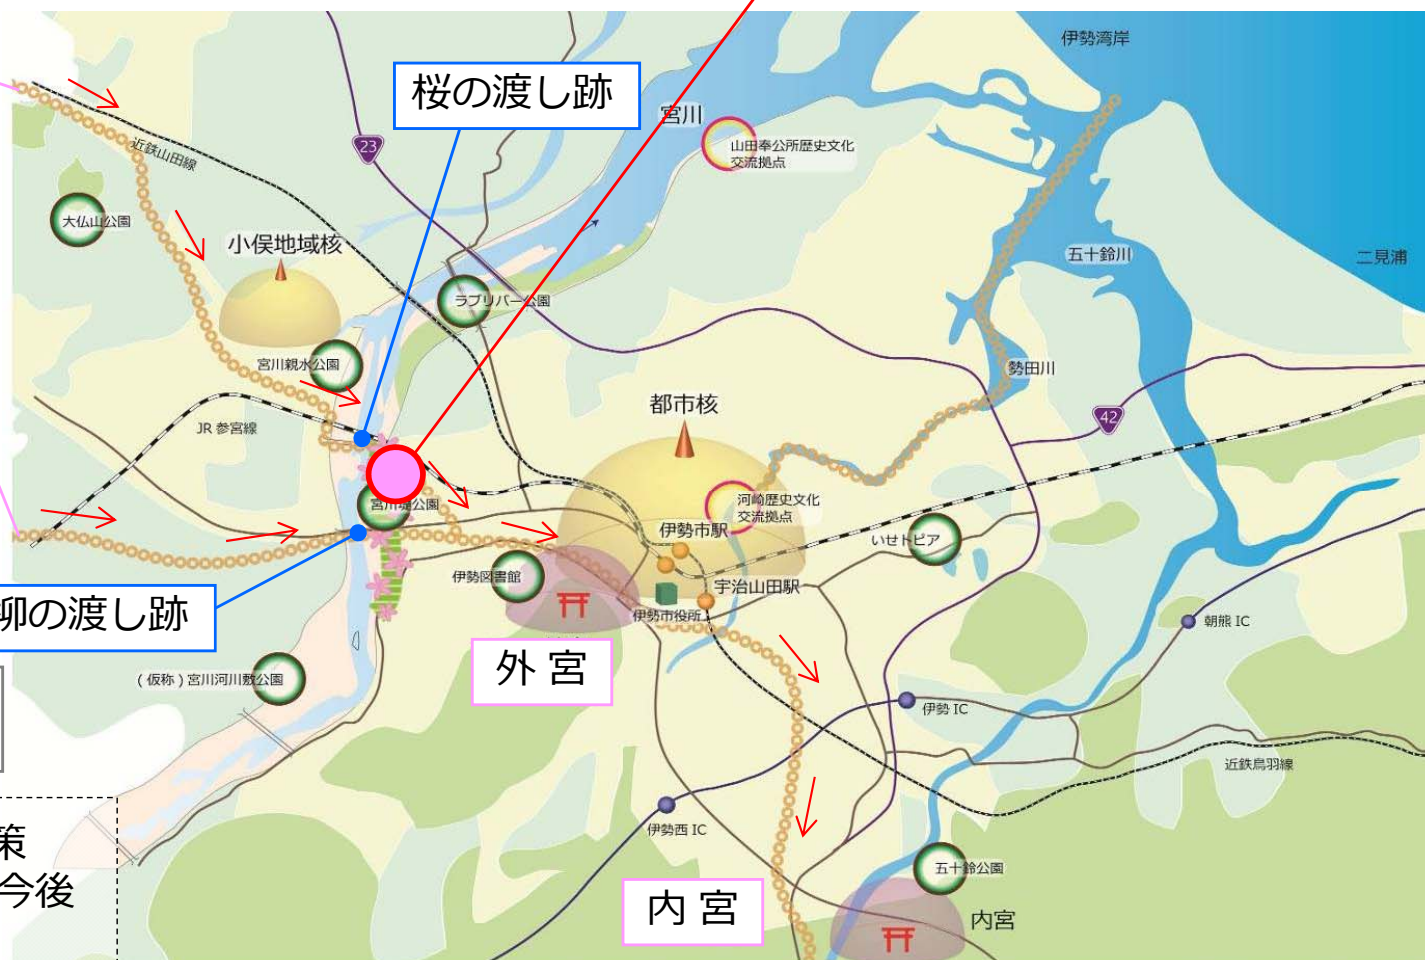 伊勢湾岸
桜の渡し跡
宮川
23
山田奉公所歴史文化
交流拠点
近鉄山田線
大仏山公園
小俣地域核
五十鈴川
二見浦
ラブリバー公園
宮川親水公園
勢田川
都市核
42
JR 参宮線
宮川堤公園
河崎歴史文化
交流拠点
伊勢市駅
いせトピア
伊勢図書館
宇治山田駅
伊勢市役所
柳の渡し跡
朝熊 IC
外 宮
(仮称)宮川河川敷公園
伊勢 IC
近鉄鳥羽線
伊勢西 IC
策
今後
五十鈴公園
内 宮
内宮